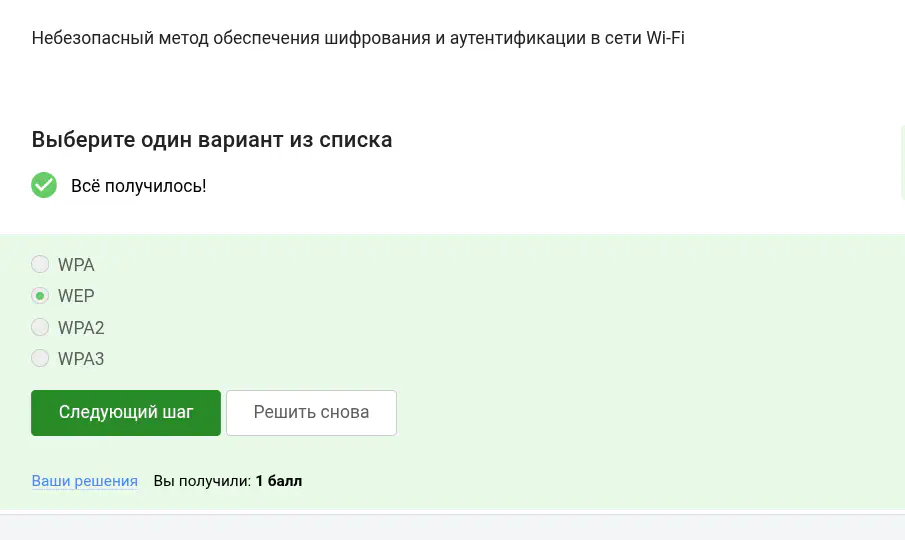 Небезопасный метод обеспечения шифрования и аутентификации в сети Wi-Fi
Выберите один вариант из списка
Всё получилось!
WPA
WEP
WPA2
WPA3
Следующий шаг Решить снова
Ваши решения Вы получили: 1 балл